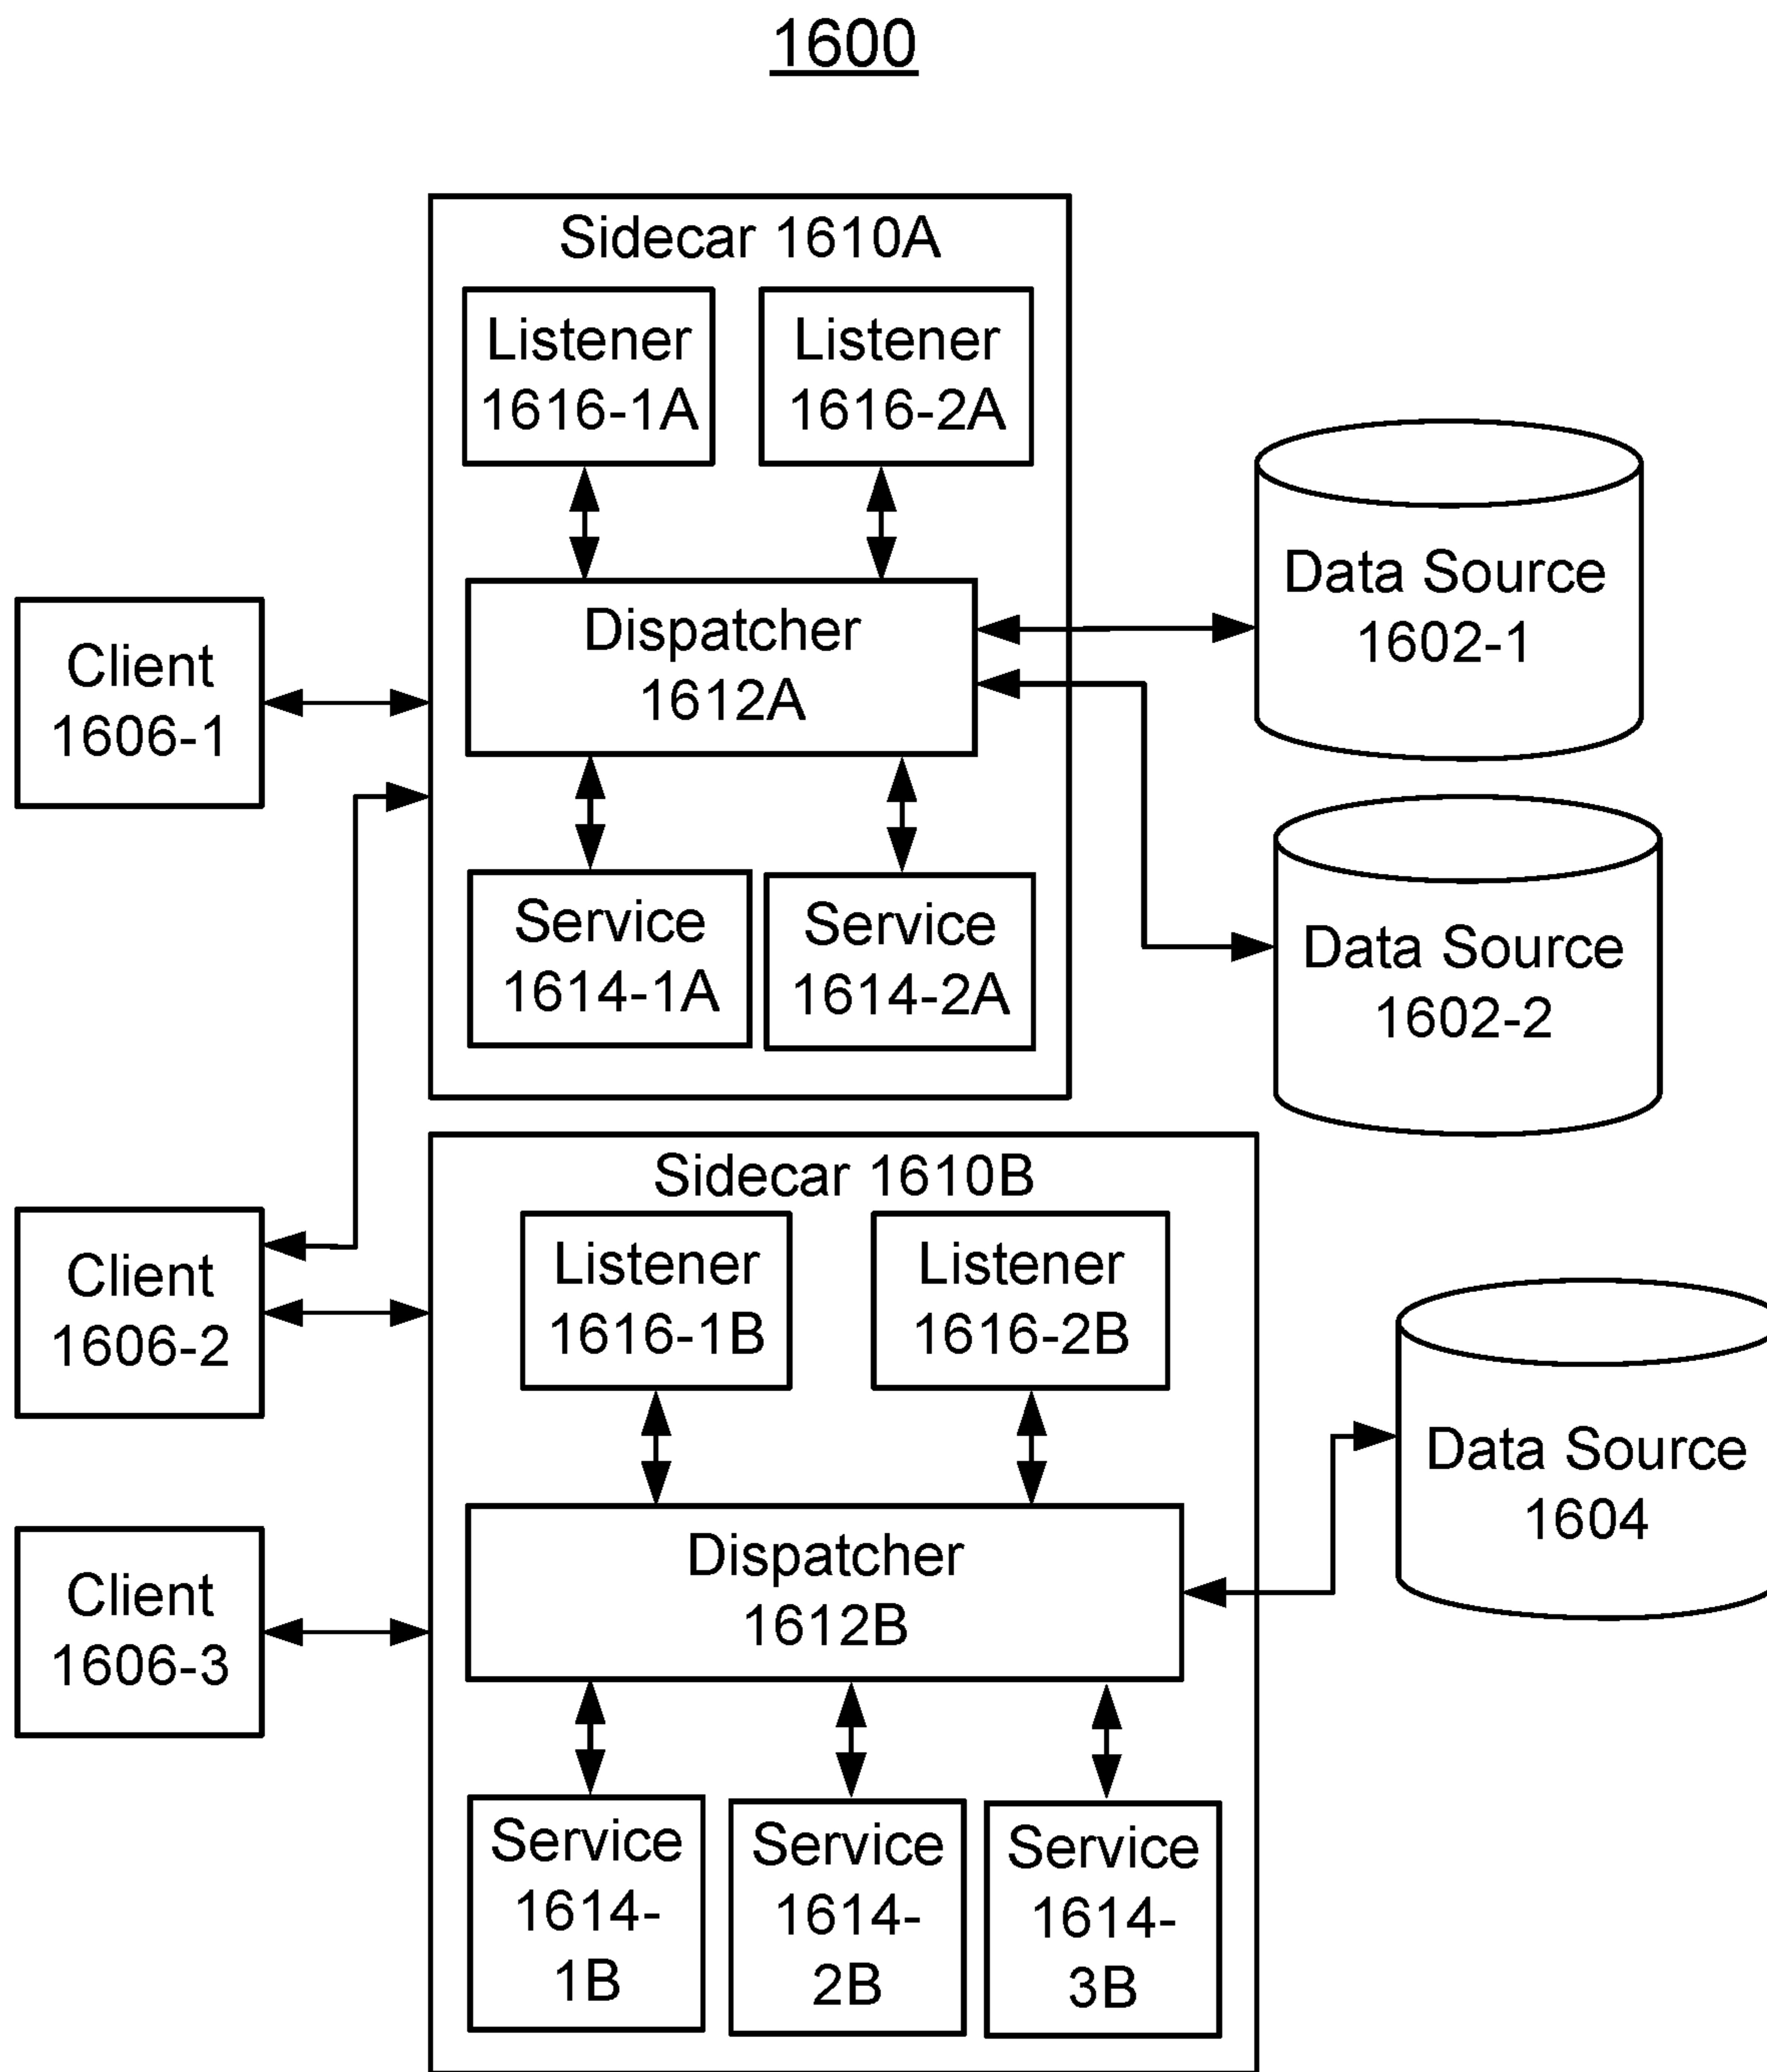 1600
Sidecar 1610A
Listener
1616-1A
Listener
1616-2A
Dispatcher
1612A
Service
1614-1A
Service
1614-2A
Client
1606-1
Data Source
1602-1
Data Source
1602-2
Sidecar 1610B
Listener
1616-1B
Listener
1616-2B
Client
1606-2
Dispatcher
1612B
Client
1606-3
Data Source
1604
Service
1614-
1B
Service
1614-
2B
Service
1614-
3B